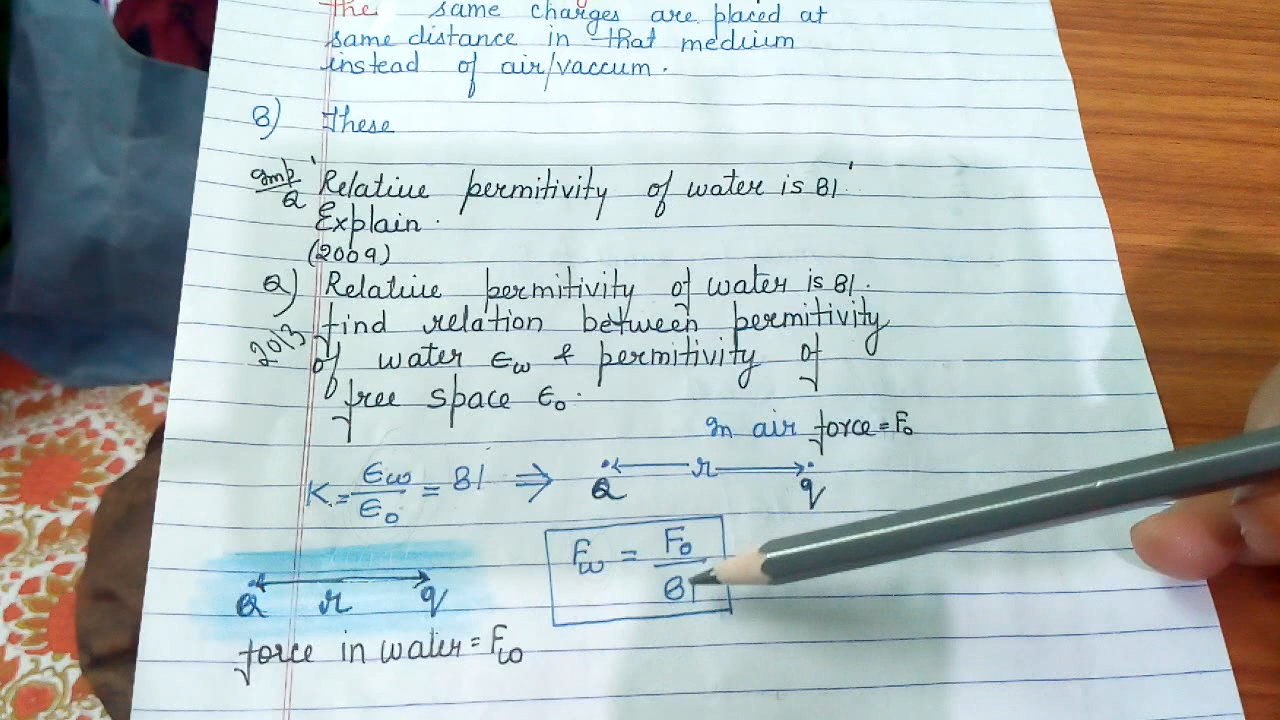 the same charges are placed at
same distance in that medium
instead of air/vaccum.
8) These
Imp
Q 'Relative permitivity of water is 81.'
Explain.
(2009)
Q) Relative permitivity of water is 81.
2013 find relation between permitivity
of water ϵw & permitivity of
free space ϵ0.
In air force = F0
K = ϵw/ϵ0 = 81 ⇒ Q ← r → q
Fw = F0/81
Q ← r → q
force in water = Fw